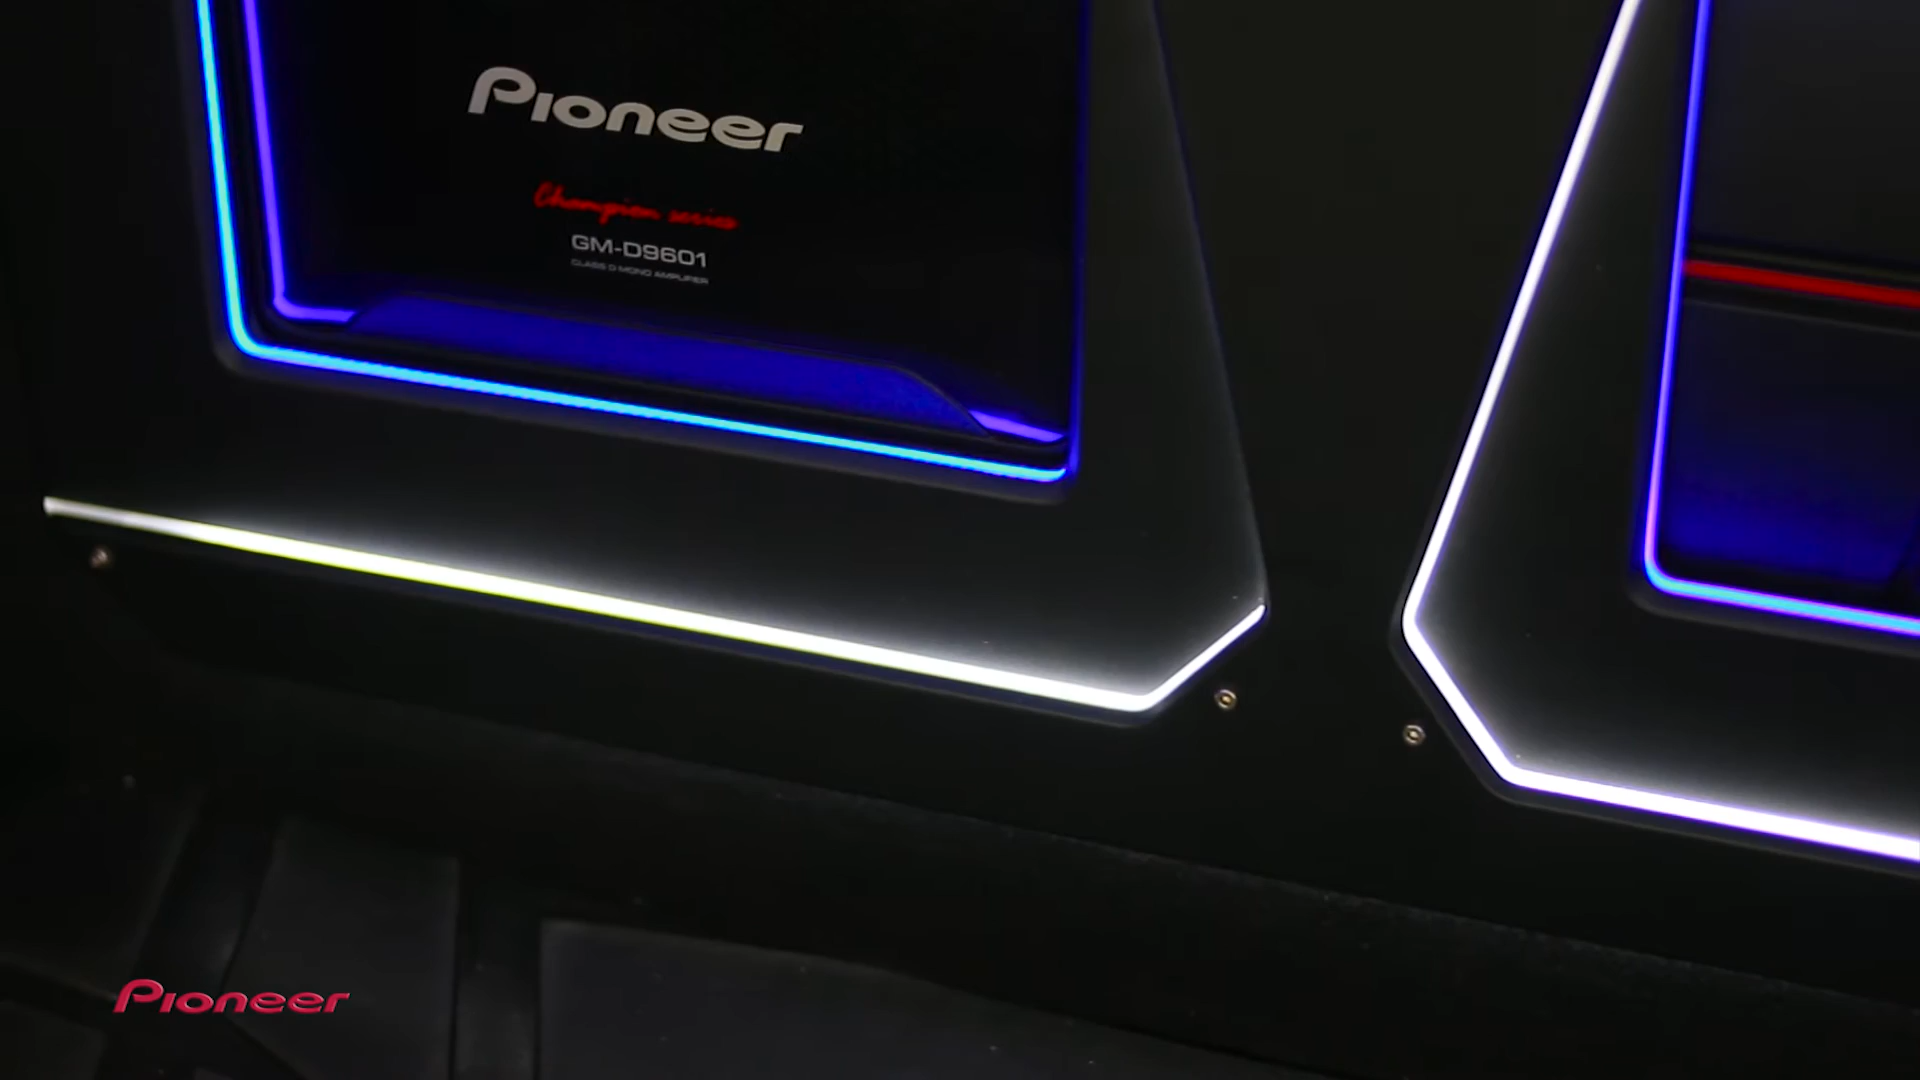 Pioneer
Champion series
GM-D9601
CLASS D MONO AMPLIFIER
Pioneer